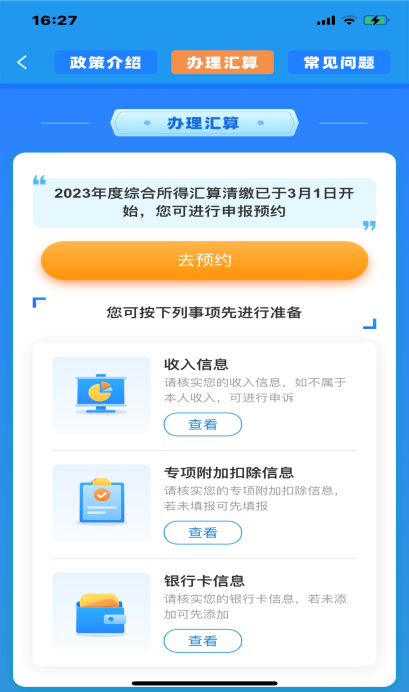 16:27
政策介绍
办理汇算
常见问题
办理汇算
2023年度综合所得汇算清缴已于3月1日开
始，您可进行申报预约
去预约
您可按下列事项先进行准备
收入信息
请核实您的收入信息，如不属于
本人收入，可进行申诉
查看
专项附加扣除信息
请核实您的专项附加扣除信息，
若未填报可先填报
查看
银行卡信息
请核实您的银行卡信息，若未添
加可先添加
查看